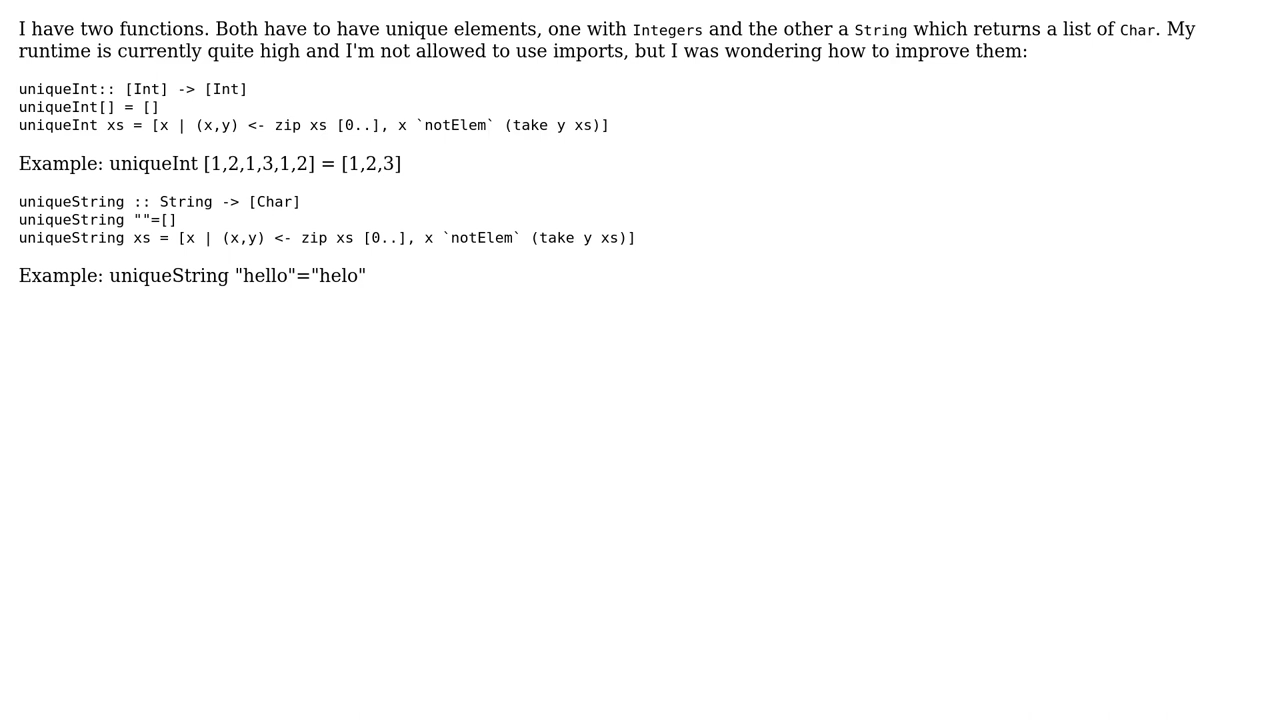 I have two functions. Both have to have unique elements, one with Integers and the other a String which returns a list of Char. My
runtime is currently quite high and I'm not allowed to use imports, but I was wondering how to improve them:
uniqueInt:: [Int] -> [Int]
uniqueInt[] = []
uniqueInt xs = [x | (x,y) <- zip xs [0..], x `notElem` (take y xs)]
Example: uniqueInt [1,2,1,3,1,2] = [1,2,3]
uniqueString :: String -> [Char]
uniqueString ""=[]
uniqueString xs = [x | (x,y) <- zip xs [0..], x `notElem` (take y xs)]
Example: uniqueString "hello"="helo"